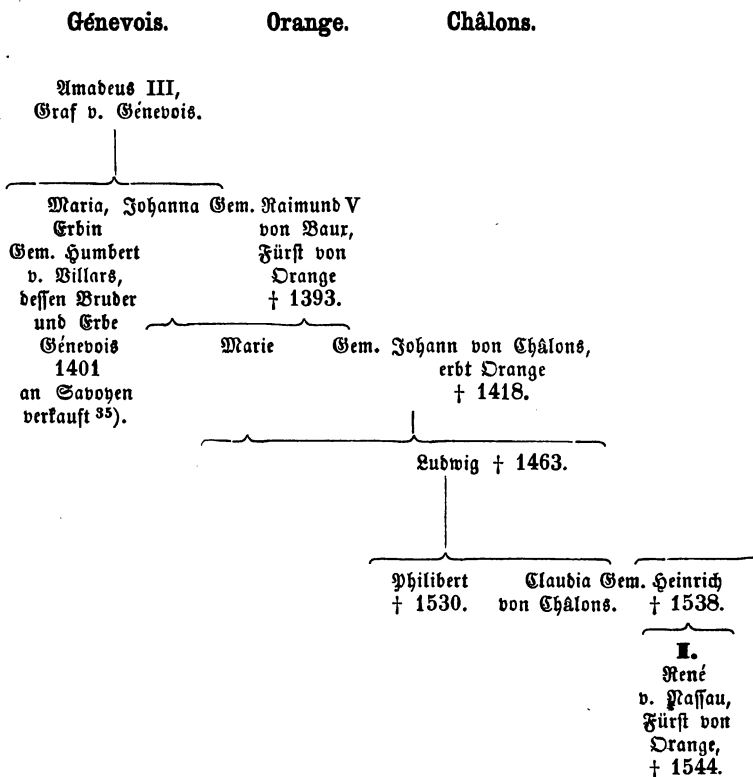 Génevois. Orange. Châlons.
Amadeus III,
Graf v. Génevois.
Maria, Johanna Gem. Raimund V
Erbin von Baux,
Gem. Humbert Fürst von
v. Villars, Orange
dessen Bruder † 1393.
und Erbe
Génevois Marie Gem. Johann von Châlons,
1401 erbt Orange
an Savoyen † 1418.
verkauft 35).
Ludwig † 1463.
Philibert Claudia Gem. Heinrich
† 1530. von Châlons. † 1538.
II.
René
v. Nassau,
Fürst von
Orange,
† 1544.